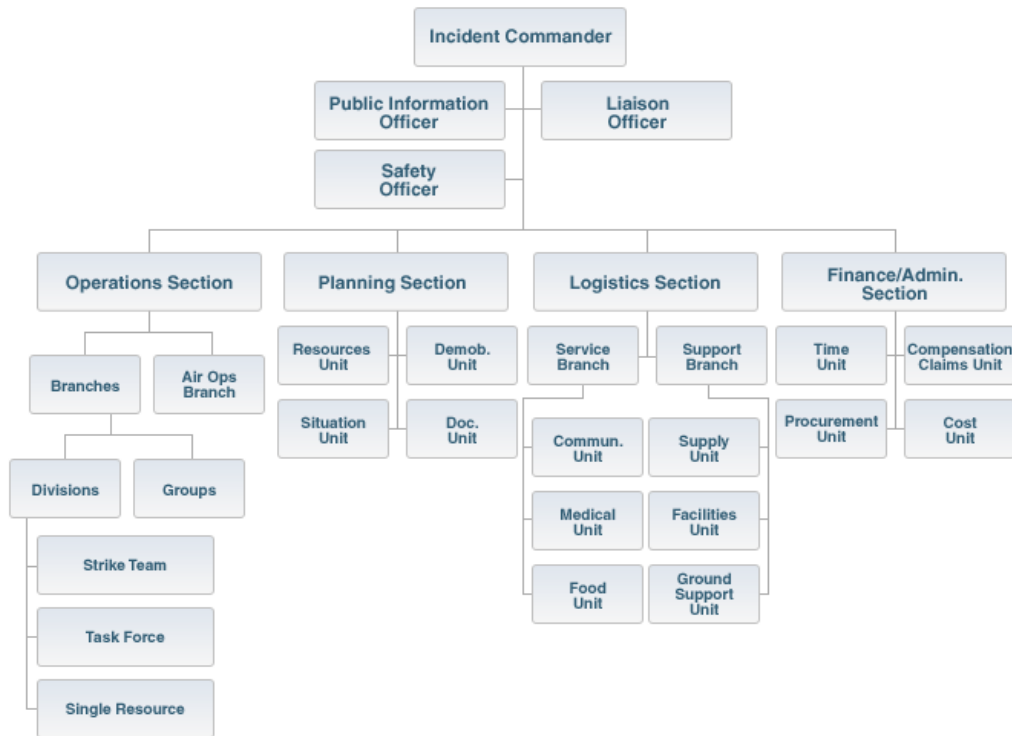 Incident Commander
Public Information
Officer
Liaison
Officer
Safety
Officer
Operations Section
Planning Section
Logistics Section
Finance/Admin.
Section
Branches
Air Ops
Branch
Divisions
Groups
Strike Team
Task Force
Single Resource
Resources
Unit
Demob.
Unit
Situation
Unit
Doc.
Unit
Service
Branch
Support
Branch
Commun.
Unit
Supply
Unit
Medical
Unit
Facilities
Unit
Food
Unit
Ground
Support
Unit
Time
Unit
Compensation
Claims Unit
Procurement
Unit
Cost
Unit